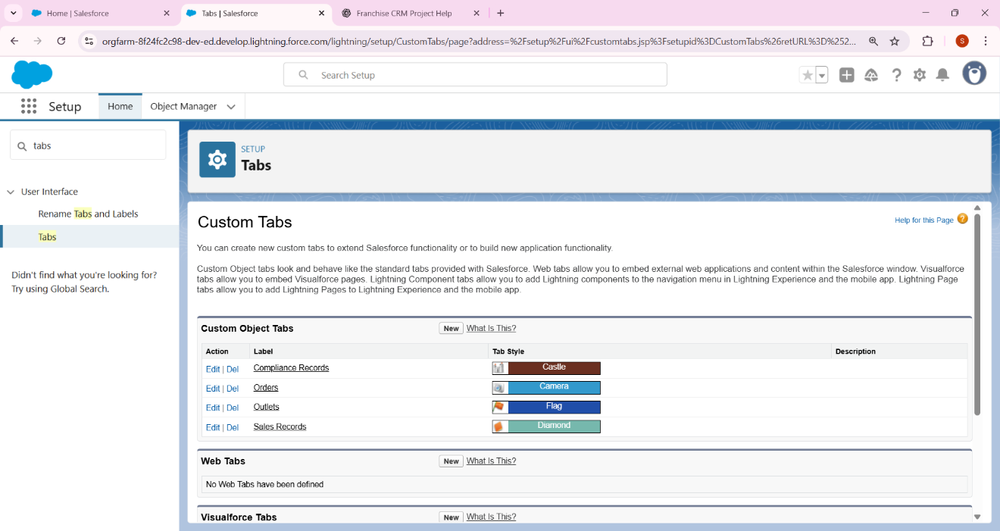 Home | Salesforce
Tabs | Salesforce
Franchise CRM Project Help
orgfarm-8f24fc2c98-dev-ed.develop.lightning.force.com/lightning/setup/CustomTabs/page?address=%2Fsetup%2Fui%2Fcustomtabs.jsp%3Fsetupid%3DCustomTabs%26retURL%3D%252...
S
Search Setup
Setup
Home
Object Manager
tabs
User Interface
Rename Tabs and Labels
Tabs
Didn't find what you're looking for?
Try using Global Search.
SETUP
Tabs
Custom Tabs
Help for this Page ?
You can create new custom tabs to extend Salesforce functionality or to build new application functionality.
Custom Object tabs look and behave like the standard tabs provided with Salesforce. Web tabs allow you to embed external web applications and content within the Salesforce window. Visualforce
tabs allow you to embed Visualforce pages. Lightning Component tabs allow you to add Lightning components to the navigation menu in Lightning Experience and the mobile app. Lightning Page
tabs allow you to add Lightning Pages to Lightning Experience and the mobile app.
Custom Object Tabs New What Is This?
Action Label Tab Style Description
Edit | Del Compliance Records Castle
Edit | Del Orders Camera
Edit | Del Outlets Flag
Edit | Del Sales Records Diamond
Web Tabs New What Is This?
No Web Tabs have been defined
Visualforce Tabs New What Is This?